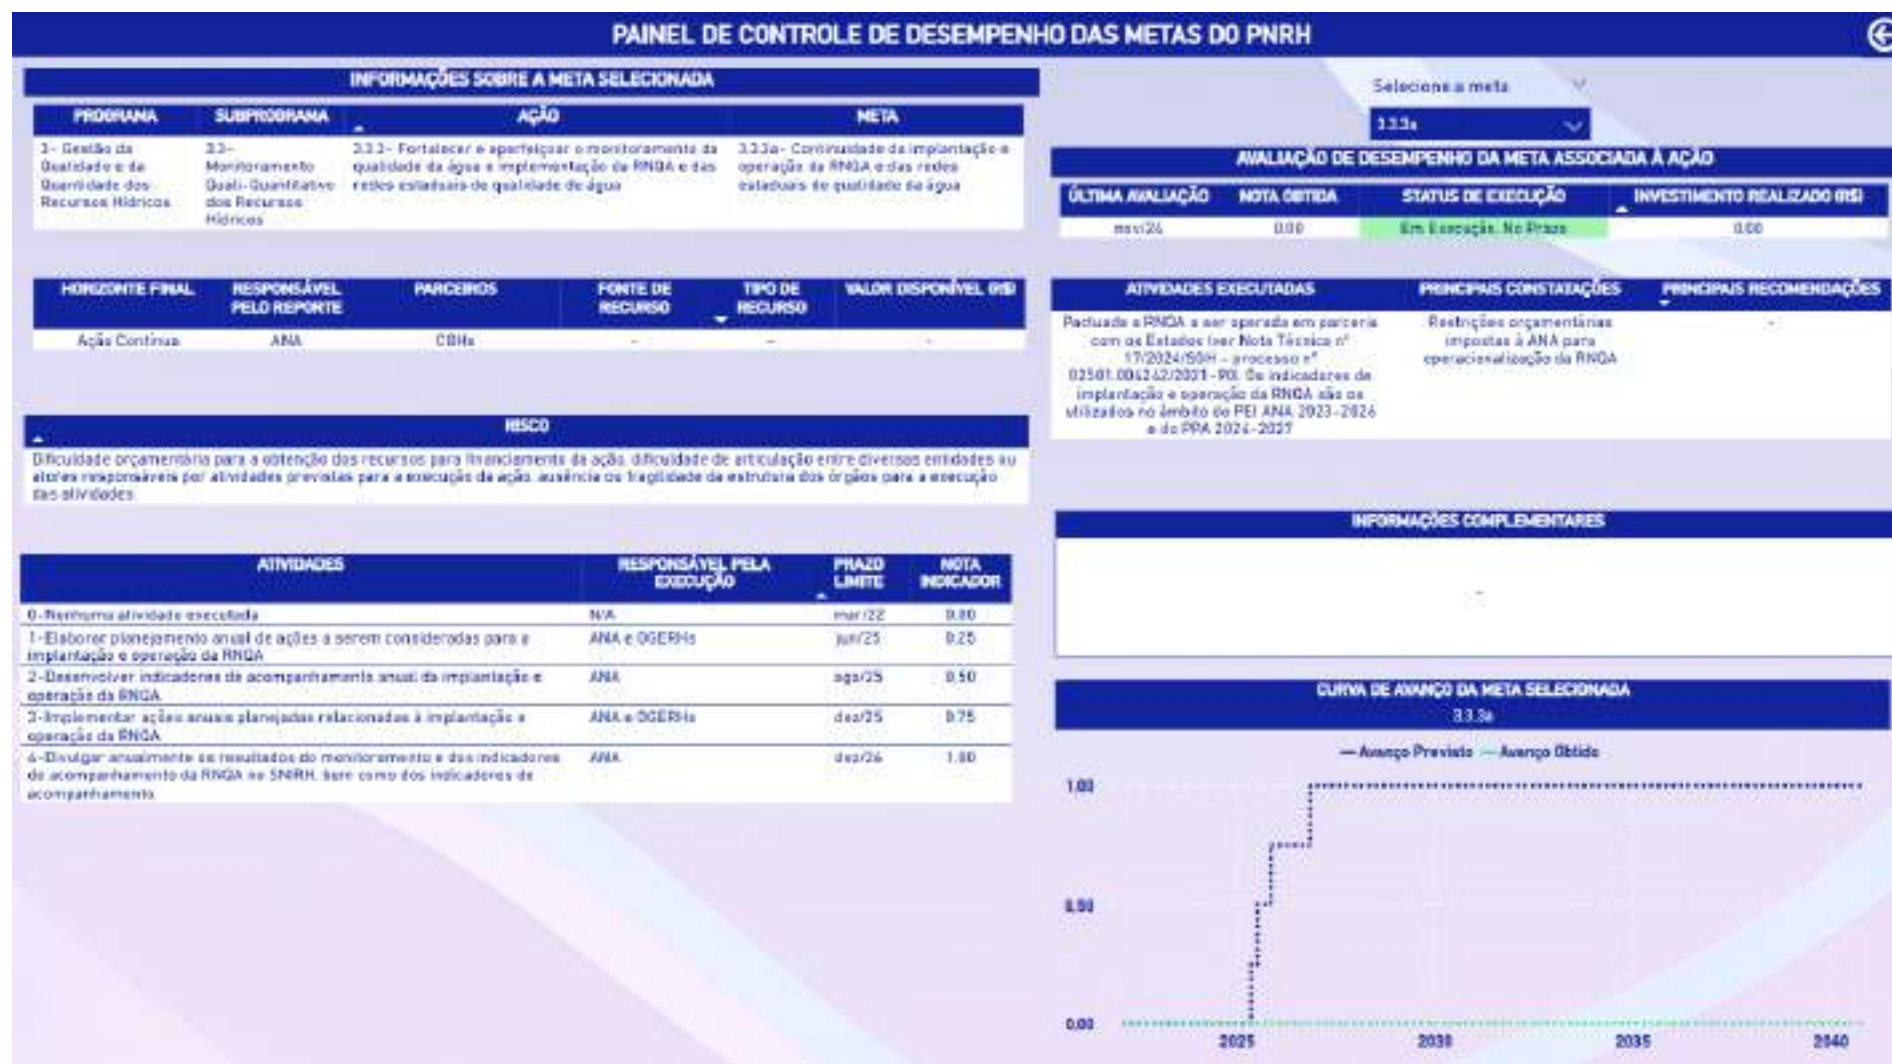 PAINEL DE CONTROLE DE DESEMPENHO DAS METAS DO PNRH
INFORMAÇÕES SOBRE A META SELECIONADA
PROGRAMA
SUBPROGRAMA
AÇÃO
META
3- Gestão da
Qualidade e da
Quantidade dos
Recursos Hídricos
3.3-
Monitoramento
Quali-Quantitativo
dos Recursos
Hídricos
3.3.3- Fortalecer e aperfeiçoar o monitoramento da
qualidade da água e implementação da RNQA e das
redes estaduais de qualidade de água
3.3.3a- Continuidade da implantação e
operação da RNQA e das redes
estaduais de qualidade da água
HORIZONTE FINAL
RESPONSÁVEL
PELO REPORTE
PARCEIROS
FONTE DE
RECURSO
TIPO DE
RECURSO
VALOR DISPONÍVEL (R$)
Ação Contínua
ANA
CBHs
-
-
-
RISCO
Dificuldade orçamentária para a obtenção dos recursos para financiamento da ação, dificuldade de articulação entre diversas entidades ou
atores responsáveis por atividades previstas para a execução da ação, ausência ou fragilidade da estrutura dos órgãos para a execução
das atividades
ATIVIDADES
RESPONSÁVEL PELA
EXECUÇÃO
PRAZO
LIMITE
NOTA
INDICADOR
0-Nenhuma atividade executada
N/A
mar/22
0,00
1-Elaborar planejamento anual de ações a serem consideradas para a
implantação e operação da RNQA
ANA e OGERHs
jun/25
0,25
2-Desenvolver indicadores de acompanhamento anual da implantação e
operação da RNQA
ANA
ago/25
0,50
3-Implementar ações anuais planejadas relacionadas à implantação e
operação da RNQA
ANA e OGERHs
dez/25
0,75
4-Divulgar anualmente os resultados do monitoramento e dos indicadores
de acompanhamento da RNQA no SNIRH, bem como dos indicadores de
acompanhamento
ANA
dez/26
1,00
Selecione a meta
3.3.3a
AVALIAÇÃO DE DESEMPENHO DA META ASSOCIADA À AÇÃO
ÚLTIMA AVALIAÇÃO
NOTA OBTIDA
STATUS DE EXECUÇÃO
INVESTIMENTO REALIZADO (R$)
0,00
Em Execução, No Prazo
0,00
ATIVIDADES EXECUTADAS
PRINCIPAIS CONSTATAÇÕES
PRINCIPAIS RECOMENDAÇÕES
Pactuada a RNQA a ser operada em parceria
com os Estados (ver Nota Técnica nº
17/2024/SGH - processo nº
Os indicadores de
implantação e operação da RNQA são os
utilizados no âmbito do PEI ANA 2023-2026
e do PPA 2024-2027
Restrições orçamentárias
impostas à ANA para
operacionalização da RNQA
-
INFORMAÇÕES COMPLEMENTARES
-
CURVA DE AVANÇO DA META SELECIONADA
3.3.3a
Avanço Previsto
Avanço Obtido
1,00
0,50
0,00
2025
2030
2035
2040